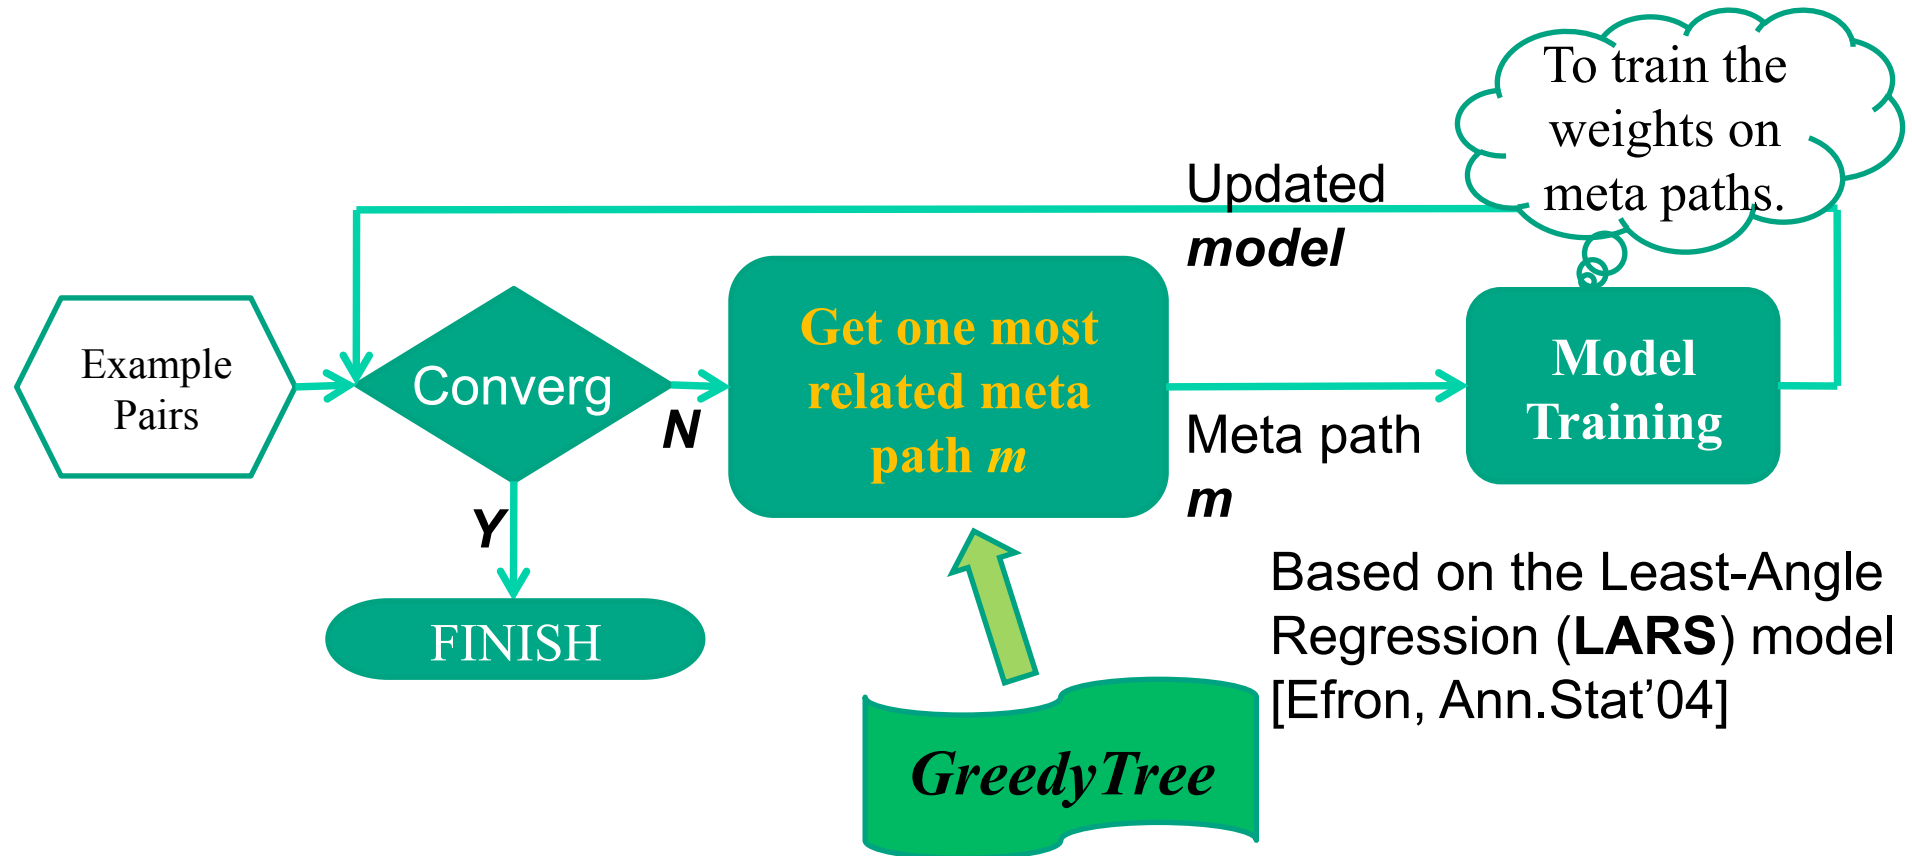 To train the
weights on
meta paths.
Updated
model
Example
Pairs
Converg
N
Y
Get one most
related meta
path m
Meta path
m
Model
Training
FINISH
Based on the Least-Angle
Regression (LARS) model
[Efron, Ann.Stat’04]
GreedyTree